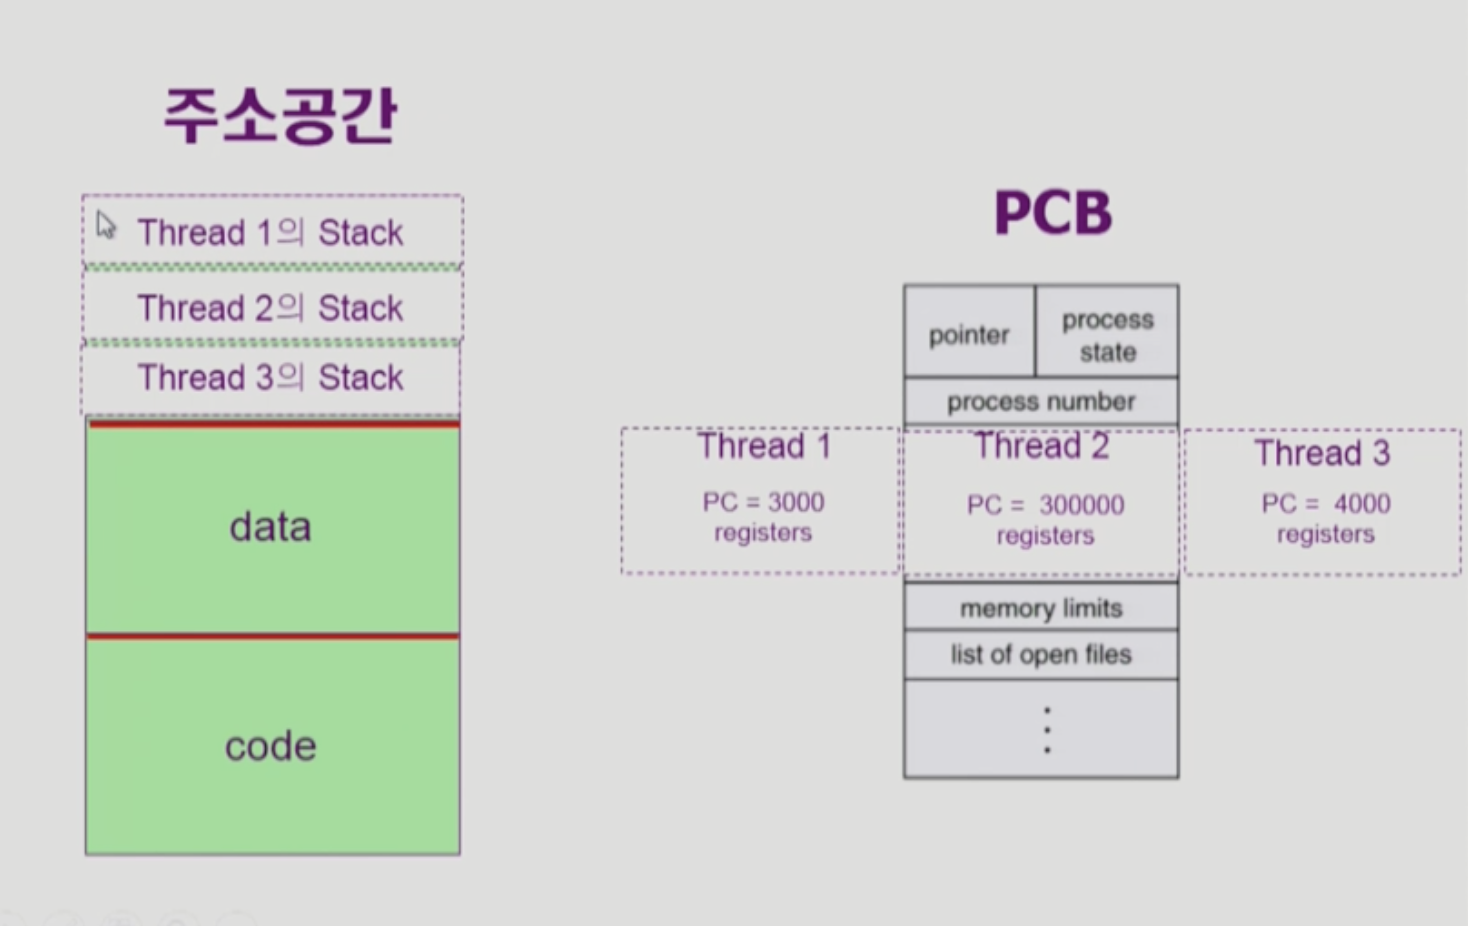 주소공간
Thread 1의 Stack
Thread 2의 Stack
Thread 3의 Stack
data
code
PCB
pointer
process
state
process number
Thread 1
PC = 3000
registers
Thread 2
PC = 300000
registers
Thread 3
PC = 4000
registers
memory limits
list of open files